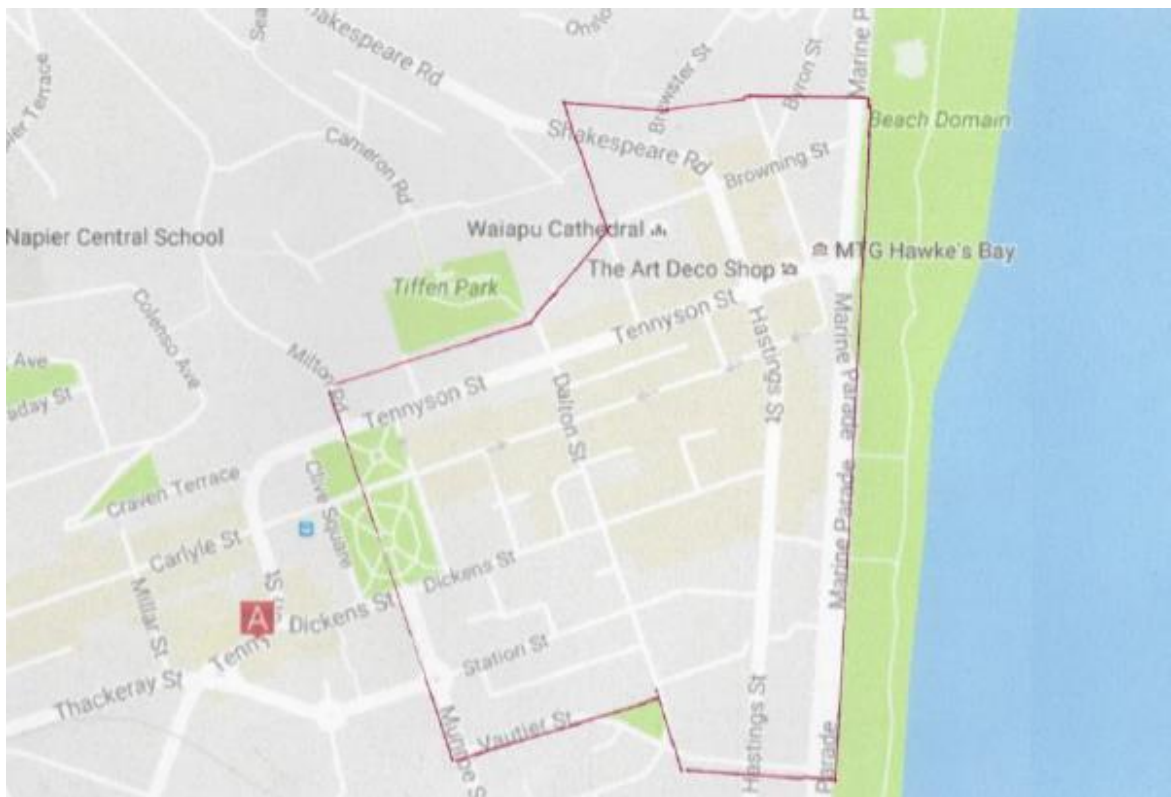 Shakespeare Rd
Brewster St
Byron St
Marine P
Beach Domain
Cameron Rd
Shakespeare Rd
Browning St
Napier Central School
Waiapu Cathedral
MTG Hawke's Bay
The Art Deco Shop
Tiffen Park
Tennyson St
Colenso Ave
Milton Rd
Hastings St
Marine Parade
Ave
Tennyson St
Dalton St
Craven Terrace
Clive Square
Marine Parade
Carlyle St
Dickens St
Millar St
A
Dickens St
Station St
Thackeray St
Munroe S
Vautier St
Hastings St
Parade